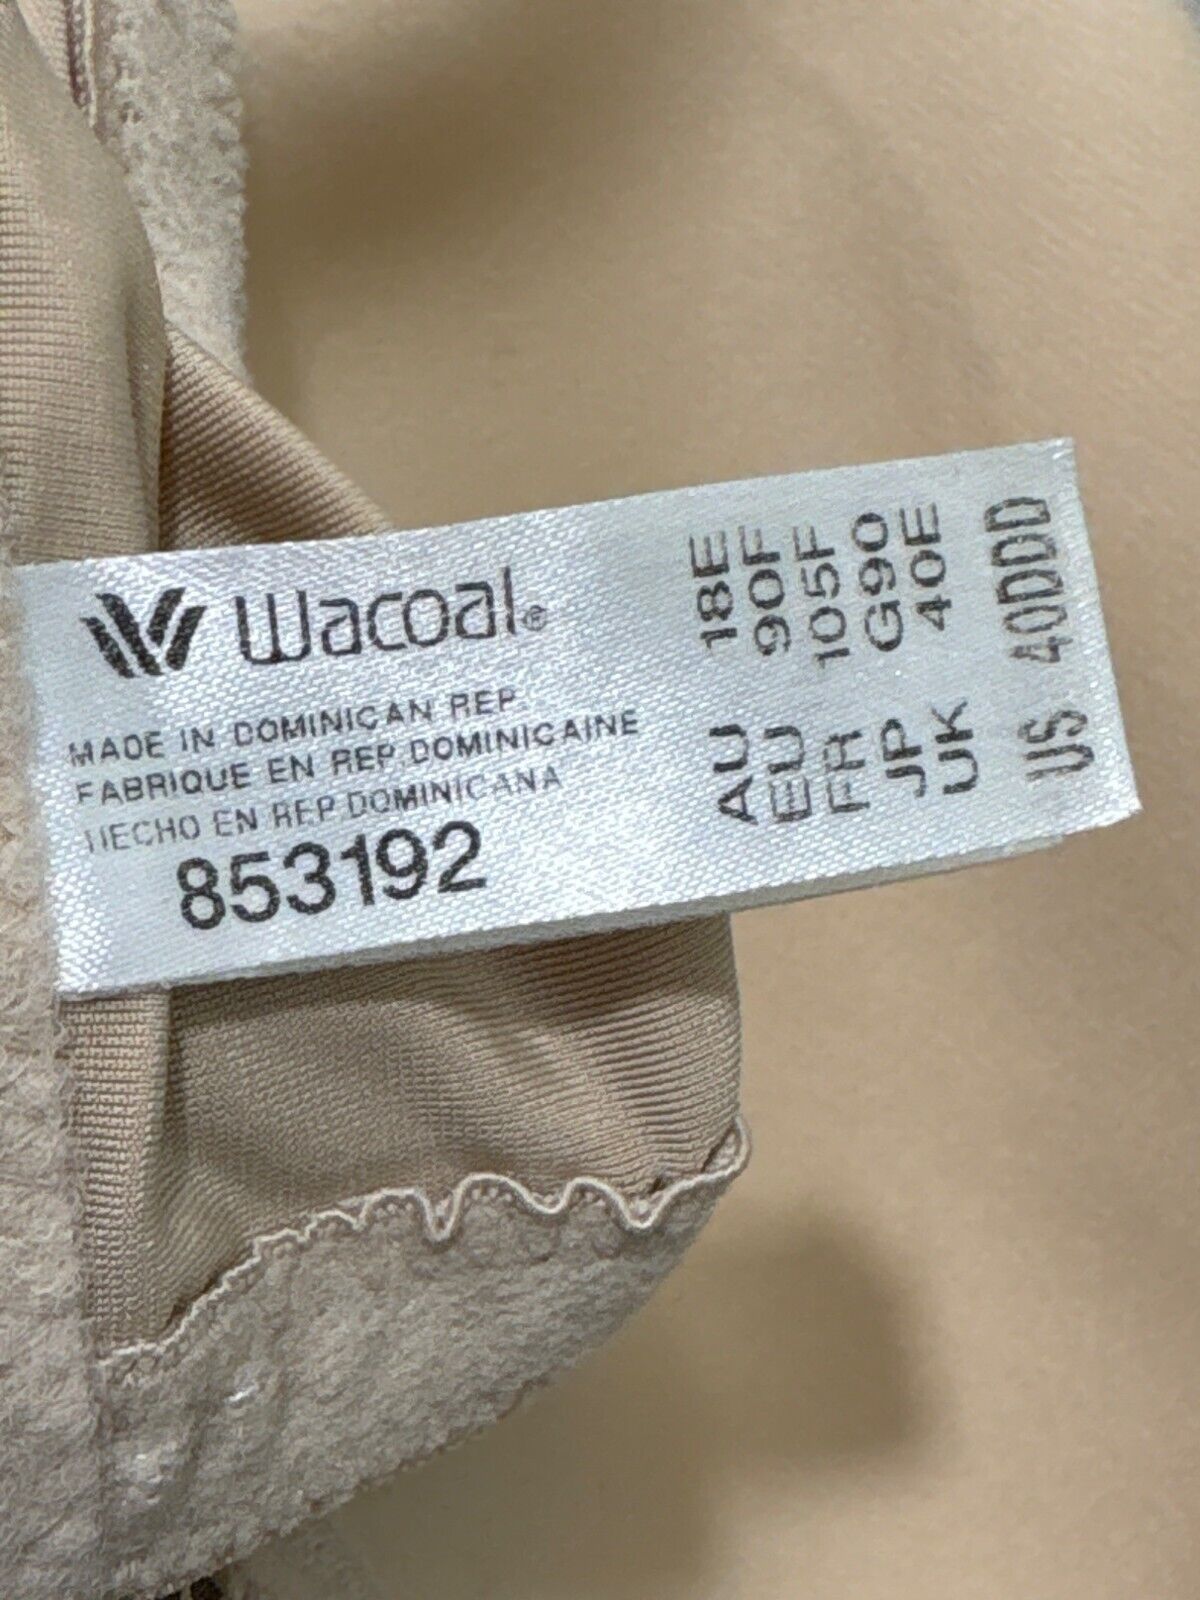 Wacoal®
MADE IN DOMINICAN REP.
FABRIQUE EN REP. DOMINICAINE
HECHO EN REP. DOMINICANA
853192
AU 18E
EU 90F
FR 105F
JP G90
UK 40E
US 40DDD